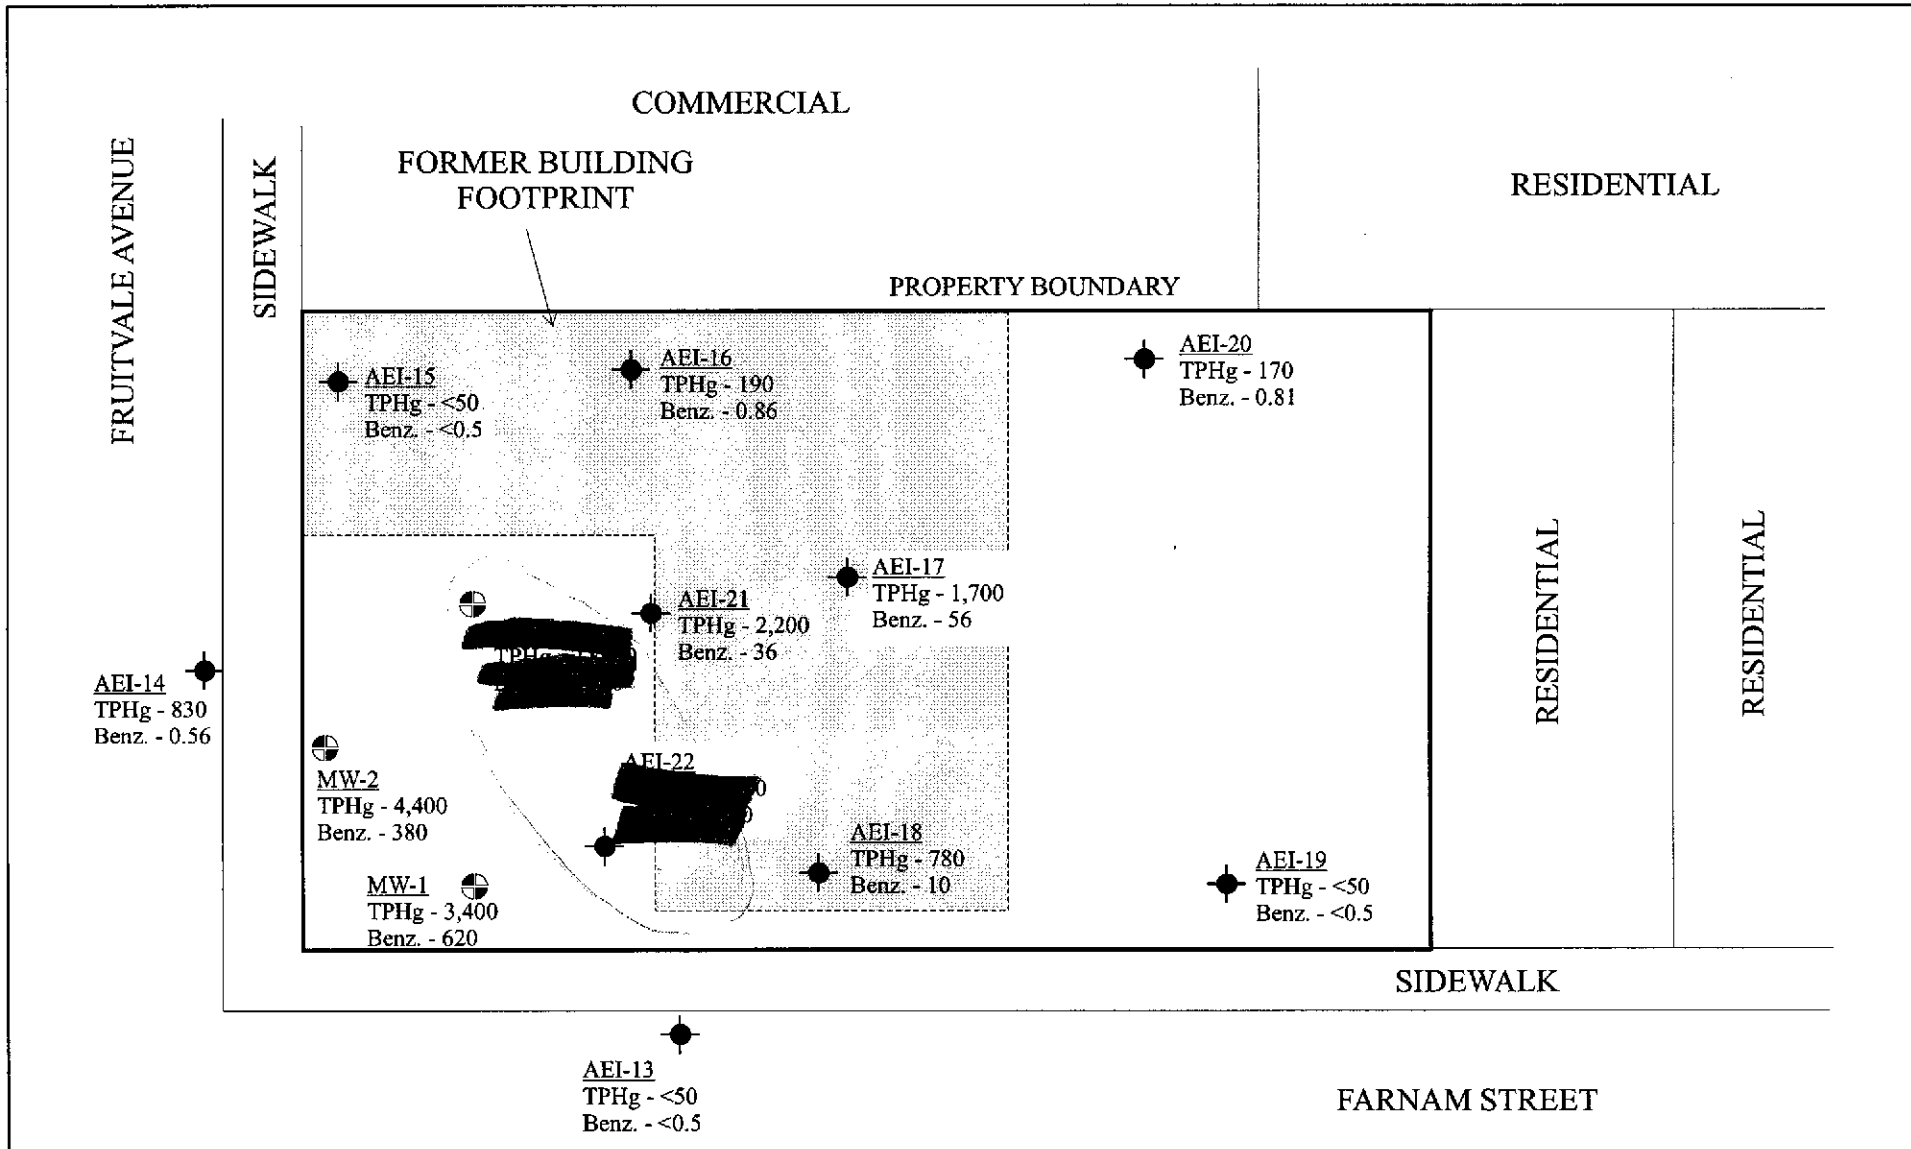 COMMERCIAL
FORMER BUILDING
FOOTPRINT
RESIDENTIAL
FRUITVALE AVENUE
SIDEWALK
PROPERTY BOUNDARY
AEI-15
TPHg - <50
Benz. - <0.5
AEI-16
TPHg - 190
Benz. - 0.86
AEI-20
TPHg - 170
Benz. - 0.81
AEI-17
TPHg - 1,700
Benz. - 56
AEI-21
TPHg - 2,200
Benz. - 36
TPHg
AEI-14
TPHg - 830
Benz. - 0.56
MW-2
TPHg - 4,400
Benz. - 380
AEI-22
MW-1
TPHg - 3,400
Benz. - 620
AEI-18
TPHg - 780
Benz. - 10
AEI-19
TPHg - <50
Benz. - <0.5
RESIDENTIAL
RESIDENTIAL
SIDEWALK
AEI-13
TPHg - <50
Benz. - <0.5
FARNAM STREET